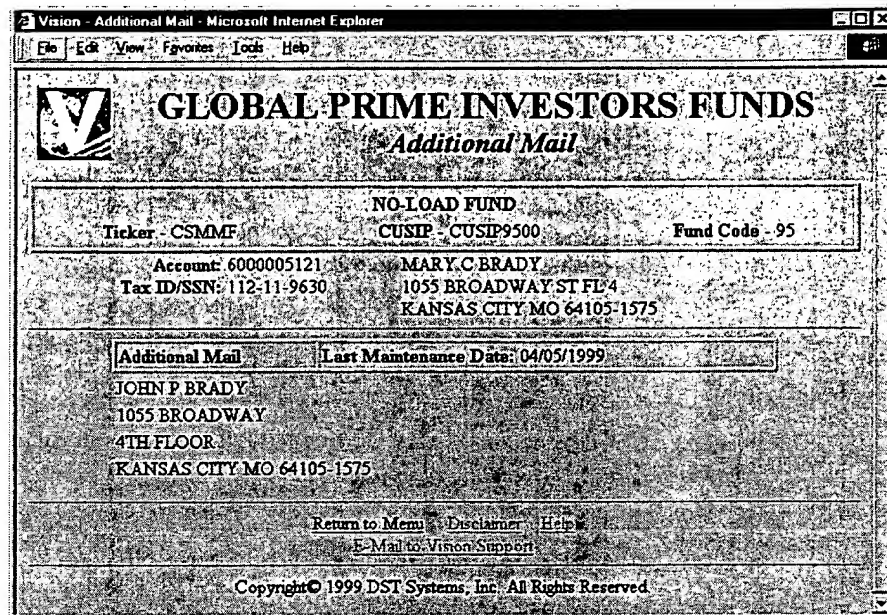 Vision - Additional Mail - Microsoft Internet Explorer
File Edit View Favorites Tools Help
GLOBAL PRIME INVESTORS FUNDS
Additional Mail
NO-LOAD FUND
Ticker - CSMMF CUSIP - CUSIP9500 Fund Code - 95
Account: 6000005121 MARY C BRADY
Tax ID/SSN: 112-11-9630 1055 BROADWAY ST FL 4
KANSAS CITY MO 64105-1575
Additional Mail Last Maintenance Date: 04/05/1999
JOHN P BRADY
1055 BROADWAY
4TH FLOOR
KANSAS CITY MO 64105-1575
Return to Menu Disclaimer Help
E-Mail to Vision Support
Copyright© 1999 DST Systems, Inc. All Rights Reserved